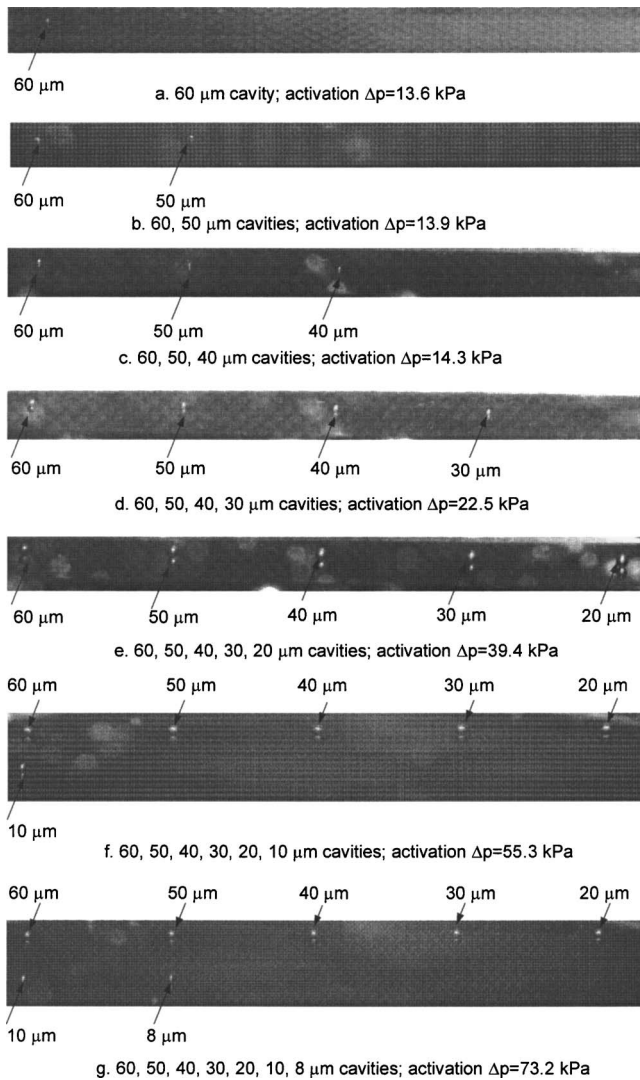 60 μm
a. 60 μm cavity; activation Δp=13.6 kPa
60 μm 50 μm
b. 60, 50 μm cavities; activation Δp=13.9 kPa
60 μm 50 μm 40 μm
c. 60, 50, 40 μm cavities; activation Δp=14.3 kPa
60 μm 50 μm 40 μm 30 μm
d. 60, 50, 40, 30 μm cavities; activation Δp=22.5 kPa
60 μm 50 μm 40 μm 30 μm 20 μm
e. 60, 50, 40, 30, 20 μm cavities; activation Δp=39.4 kPa
60 μm 50 μm 40 μm 30 μm 20 μm
10 μm
f. 60, 50, 40, 30, 20, 10 μm cavities; activation Δp=55.3 kPa
60 μm 50 μm 40 μm 30 μm 20 μm
10 μm 8 μm
g. 60, 50, 40, 30, 20, 10, 8 μm cavities; activation Δp=73.2 kPa